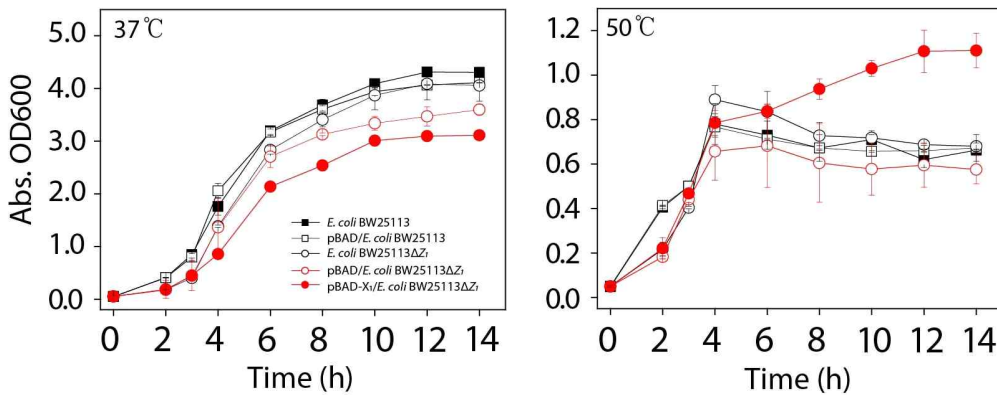 37℃
5.0
4.0
3.0
2.0
1.0
0.0
Abs. OD600
E. coli BW25113
pBAD/E. coli BW25113
E. coli BW25113ΔZ₁
pBAD/E. coli BW25113ΔZ₁
pBAD-X₁/E. coli BW25113ΔZ₁
0 2 4 6 8 10 12 14
Time (h)
50℃
1.2
1.0
0.8
0.6
0.4
0.2
0.0
0 2 4 6 8 10 12 14
Time (h)